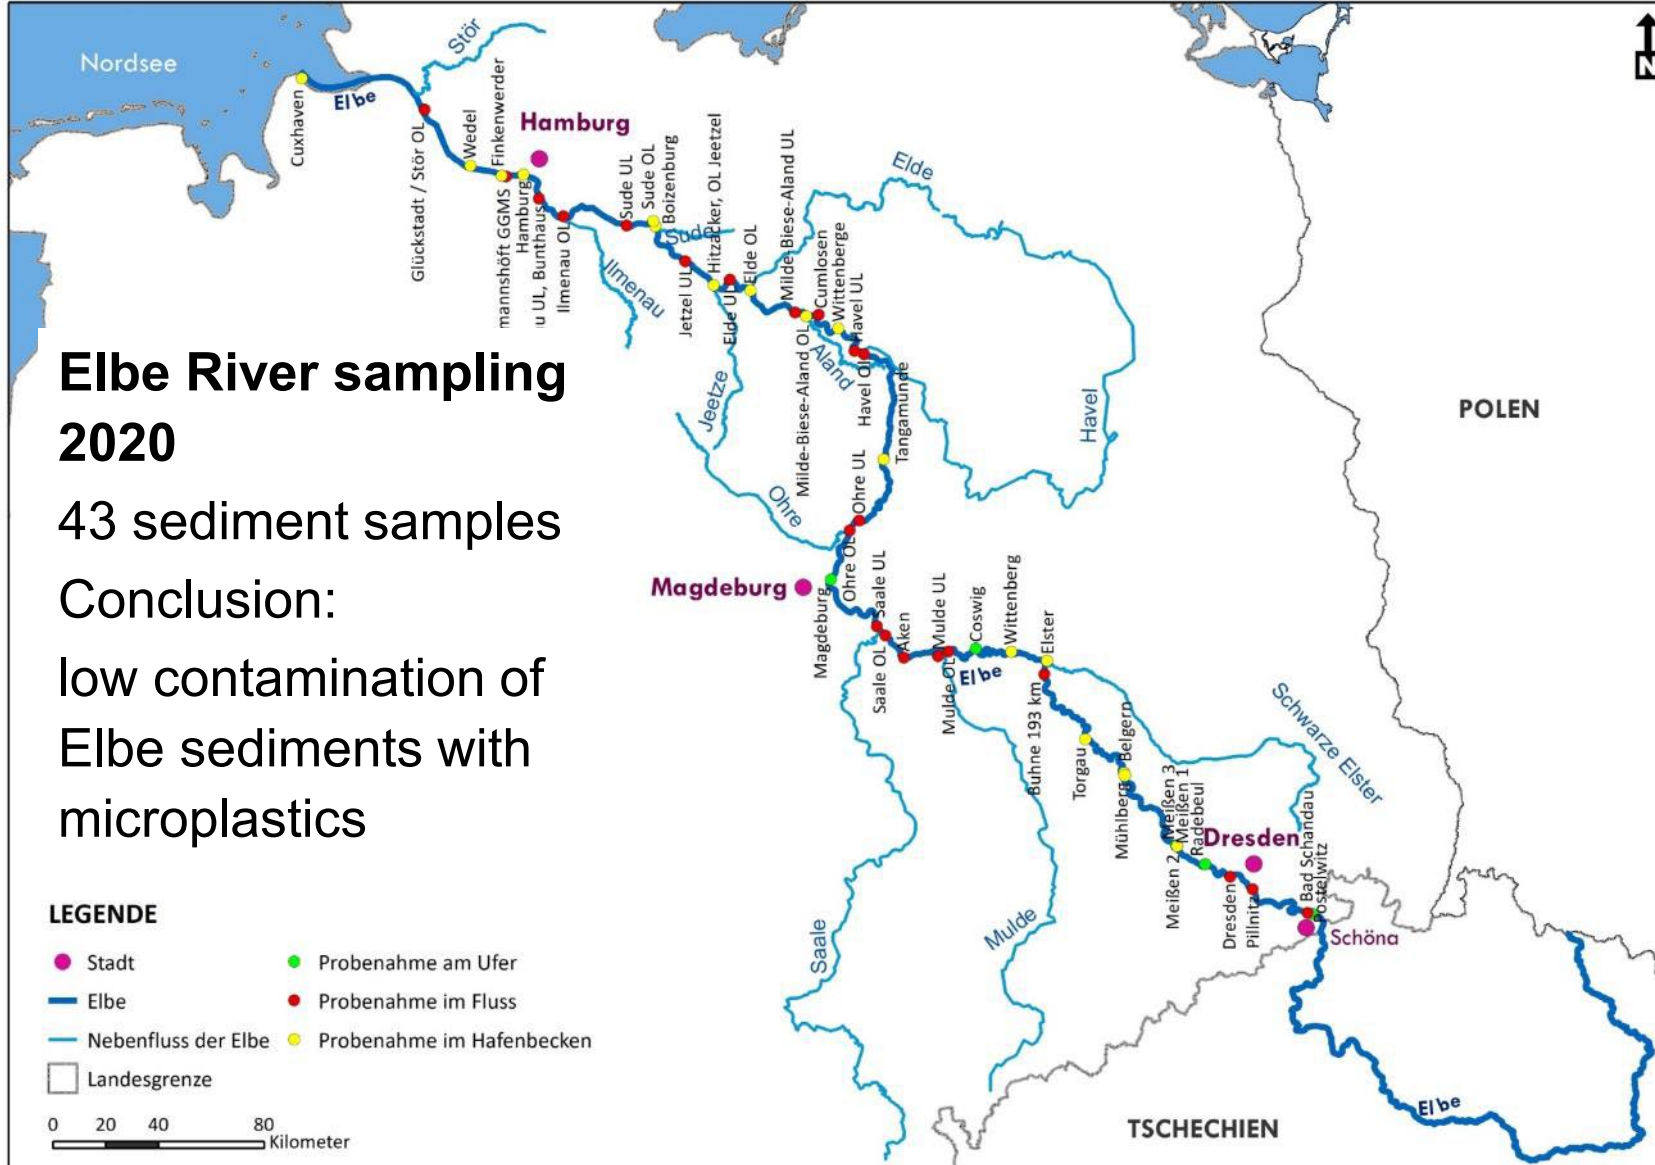 Nordsee
Elbe
Stör
Cuxhaven
Glückstadt / Stör OL
Wedel
Finkenwerder
mannshöft GGMS
Hamburg
Hamburg
u UL, Bunthaus
Ilmenau OL
Ilmenau
Sude UL
Sude OL
Boizenburg
Sude
Jetzel UL
Hitzacker, OL Jeetzel
Elde UL
Elde OL
Elde
Milde-Biese-Aland UL
Milde-Biese-Aland OL
Cumlosen
Wittenberge
Havel UL
Havel OL
Aland
Havel
Jeetze
Tangamunde
Ohre
Ohre UL
Ohre OL
N
POLEN
Elbe River sampling
2020
43 sediment samples
Conclusion:
low contamination of
Elbe sediments with
microplastics
Magdeburg
Magdeburg
Saale UL
Saale OL
Aken
Mulde UL
Mulde OL
Coswig
Elbe
Wittenberg
Elster
Buhne 193 km
Torgau
Belgern
Mühlberg
Schwarze Elster
Meißen 3
Meißen 1
Meißen 2
Radebeul
Dresden
Dresden
Pillnitz
Bad Schandau
Postelwitz
Schöna
Saale
Mulde
Elbe
TSCHECHIEN
LEGENDE
Stadt
Elbe
Nebenfluss der Elbe
Landesgrenze
Probenahme am Ufer
Probenahme im Fluss
Probenahme im Hafenbecken
0 20 40 80
Kilometer